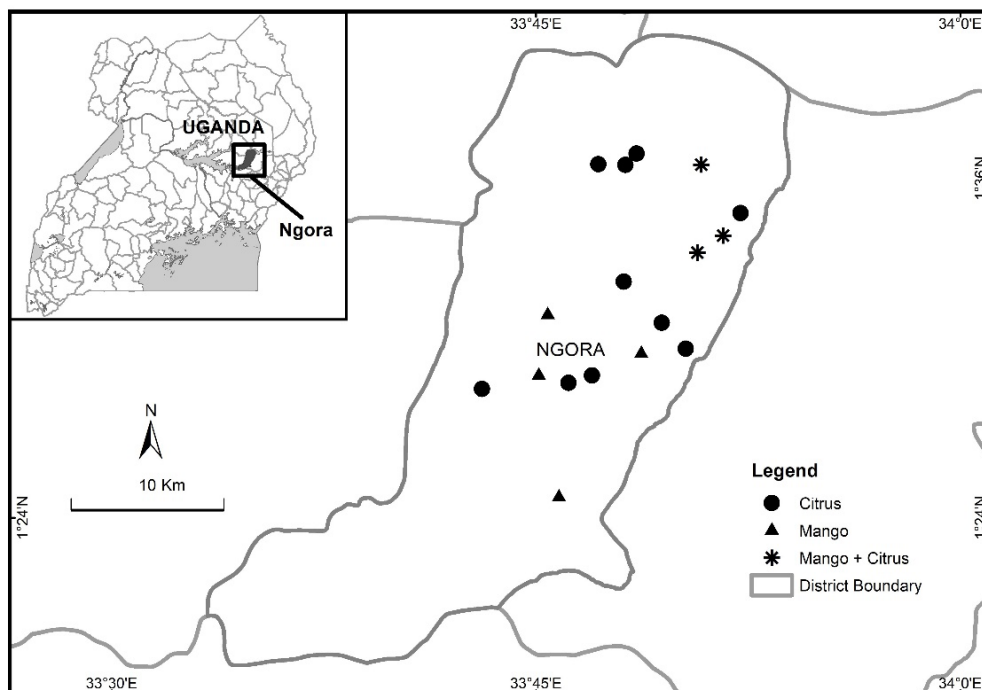 33°45'E
34°0'E
UGANDA
Ngora
1°36'N
1°36'N
NGORA
N
10 Km
Legend
Citrus
Mango
Mango + Citrus
District Boundary
1°24'N
1°24'N
33°30'E
33°45'E
34°0'E